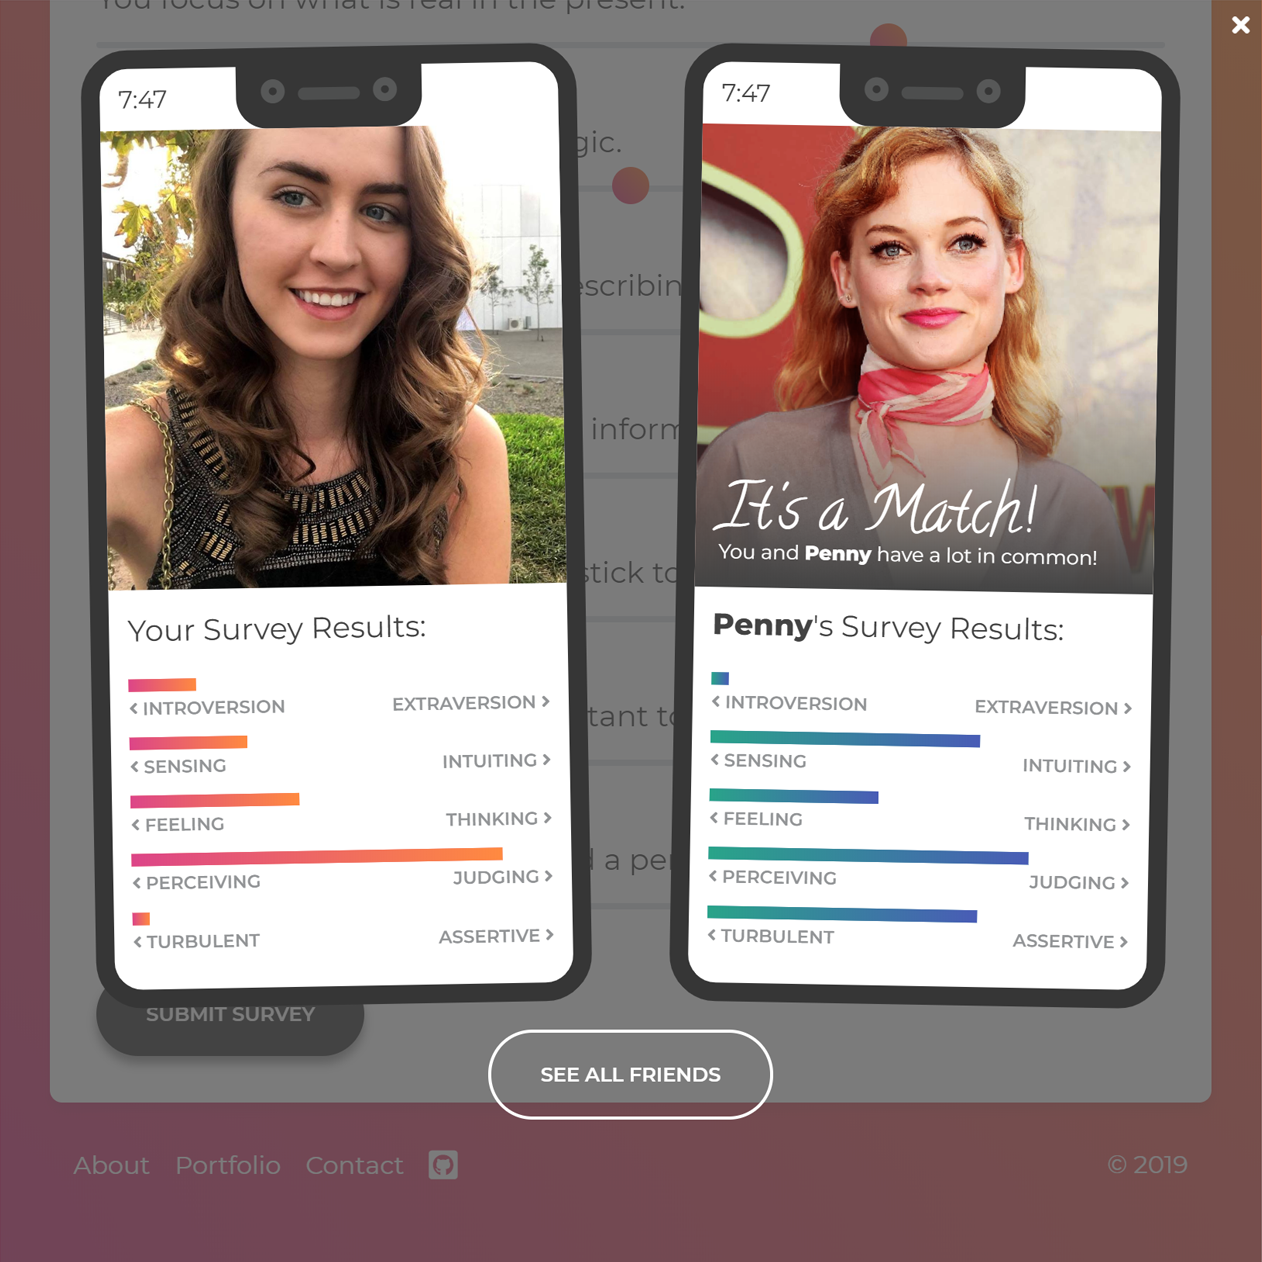 You focus on what is real in the present.
7:47
7:47
gic.
escribin
inform
stick to
tant to
d a per
It's a Match!
You and Penny have a lot in common!
Your Survey Results:
INTROVERSION EXTRAVERSION
SENSING INTUITING
FEELING THINKING
PERCEIVING JUDGING
TURBULENT ASSERTIVE
Penny's Survey Results:
INTROVERSION EXTRAVERSION
SENSING INTUITING
FEELING THINKING
PERCEIVING JUDGING
TURBULENT ASSERTIVE
SUBMIT SURVEY
SEE ALL FRIENDS
About Portfolio Contact © 2019